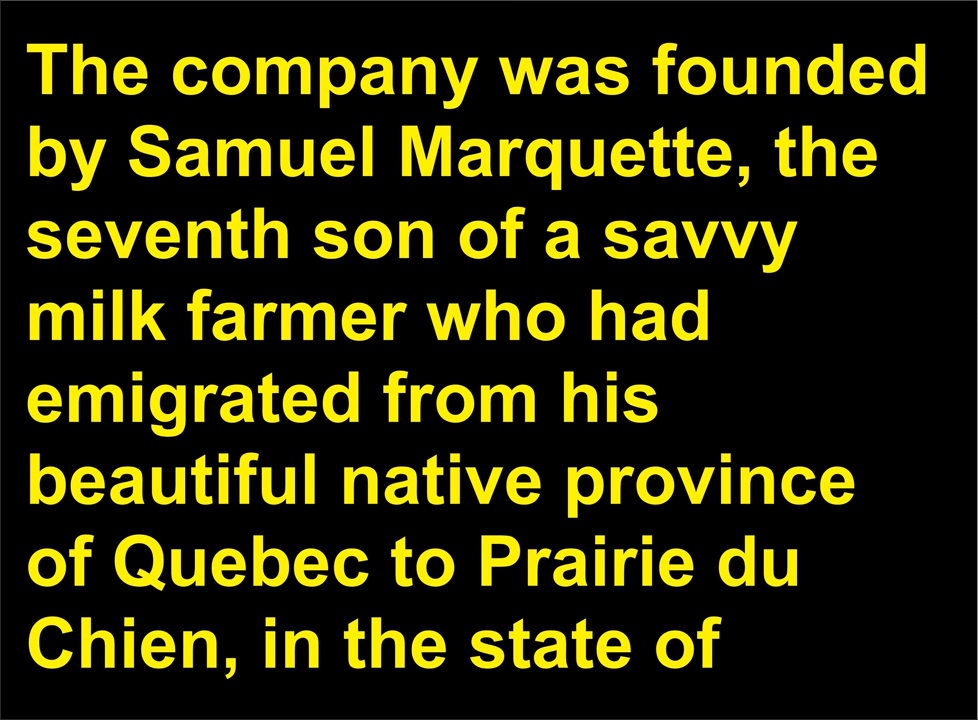 The company was founded
by Samuel Marquette, the
seventh son of a savvy
milk farmer who had
emigrated from his
beautiful native province
of Quebec to Prairie du
Chien, in the state of